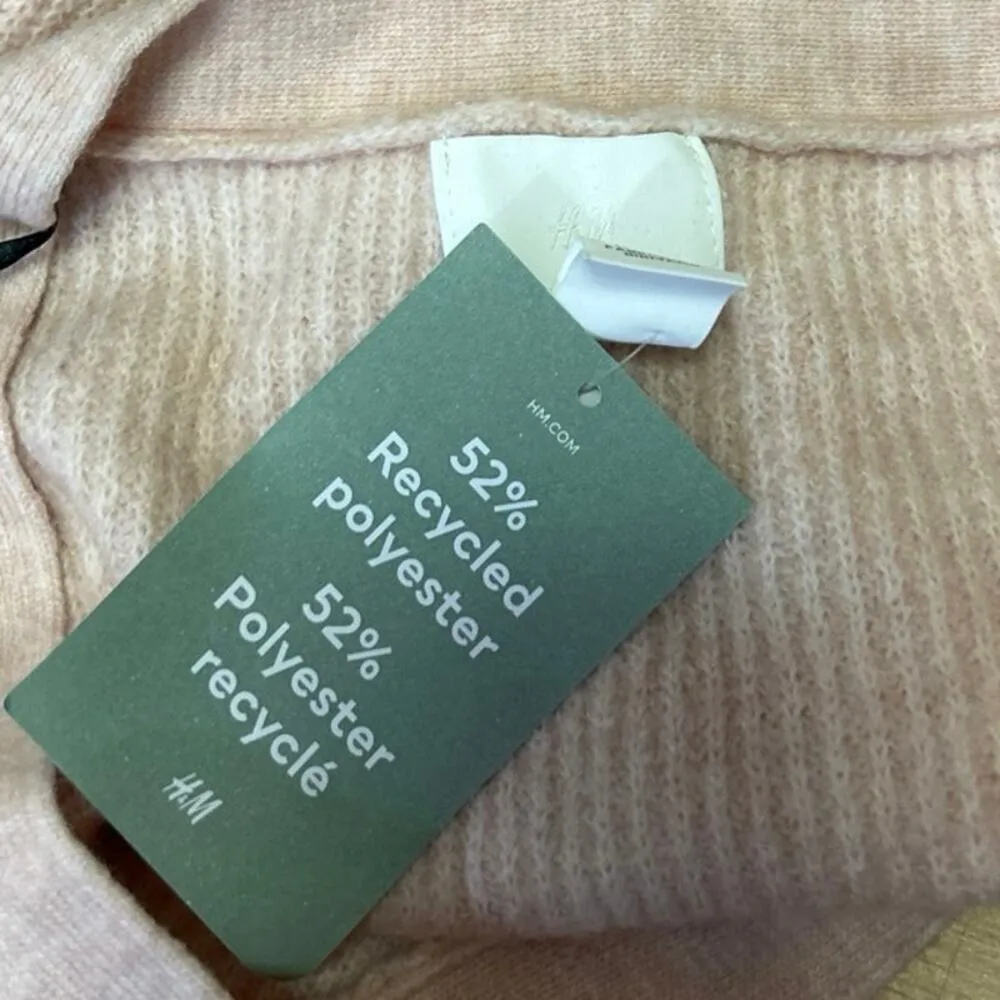 H&M
HM.COM
52%
Recycled
polyester
52%
Polyester
recyclé
H&M